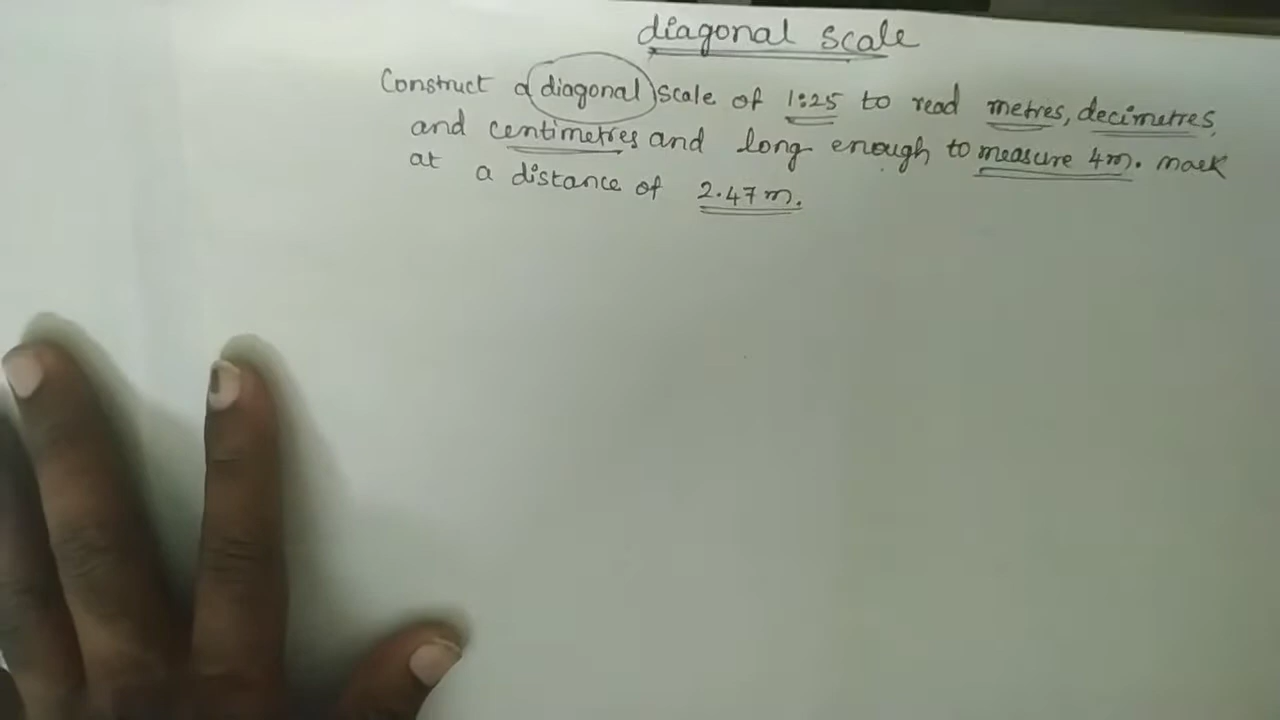 diagonal scale
Construct a diagonal scale of 1:25 to read metres, decimetres,
and centimetres and long enough to measure 4m. mark
at a distance of 2.47m.